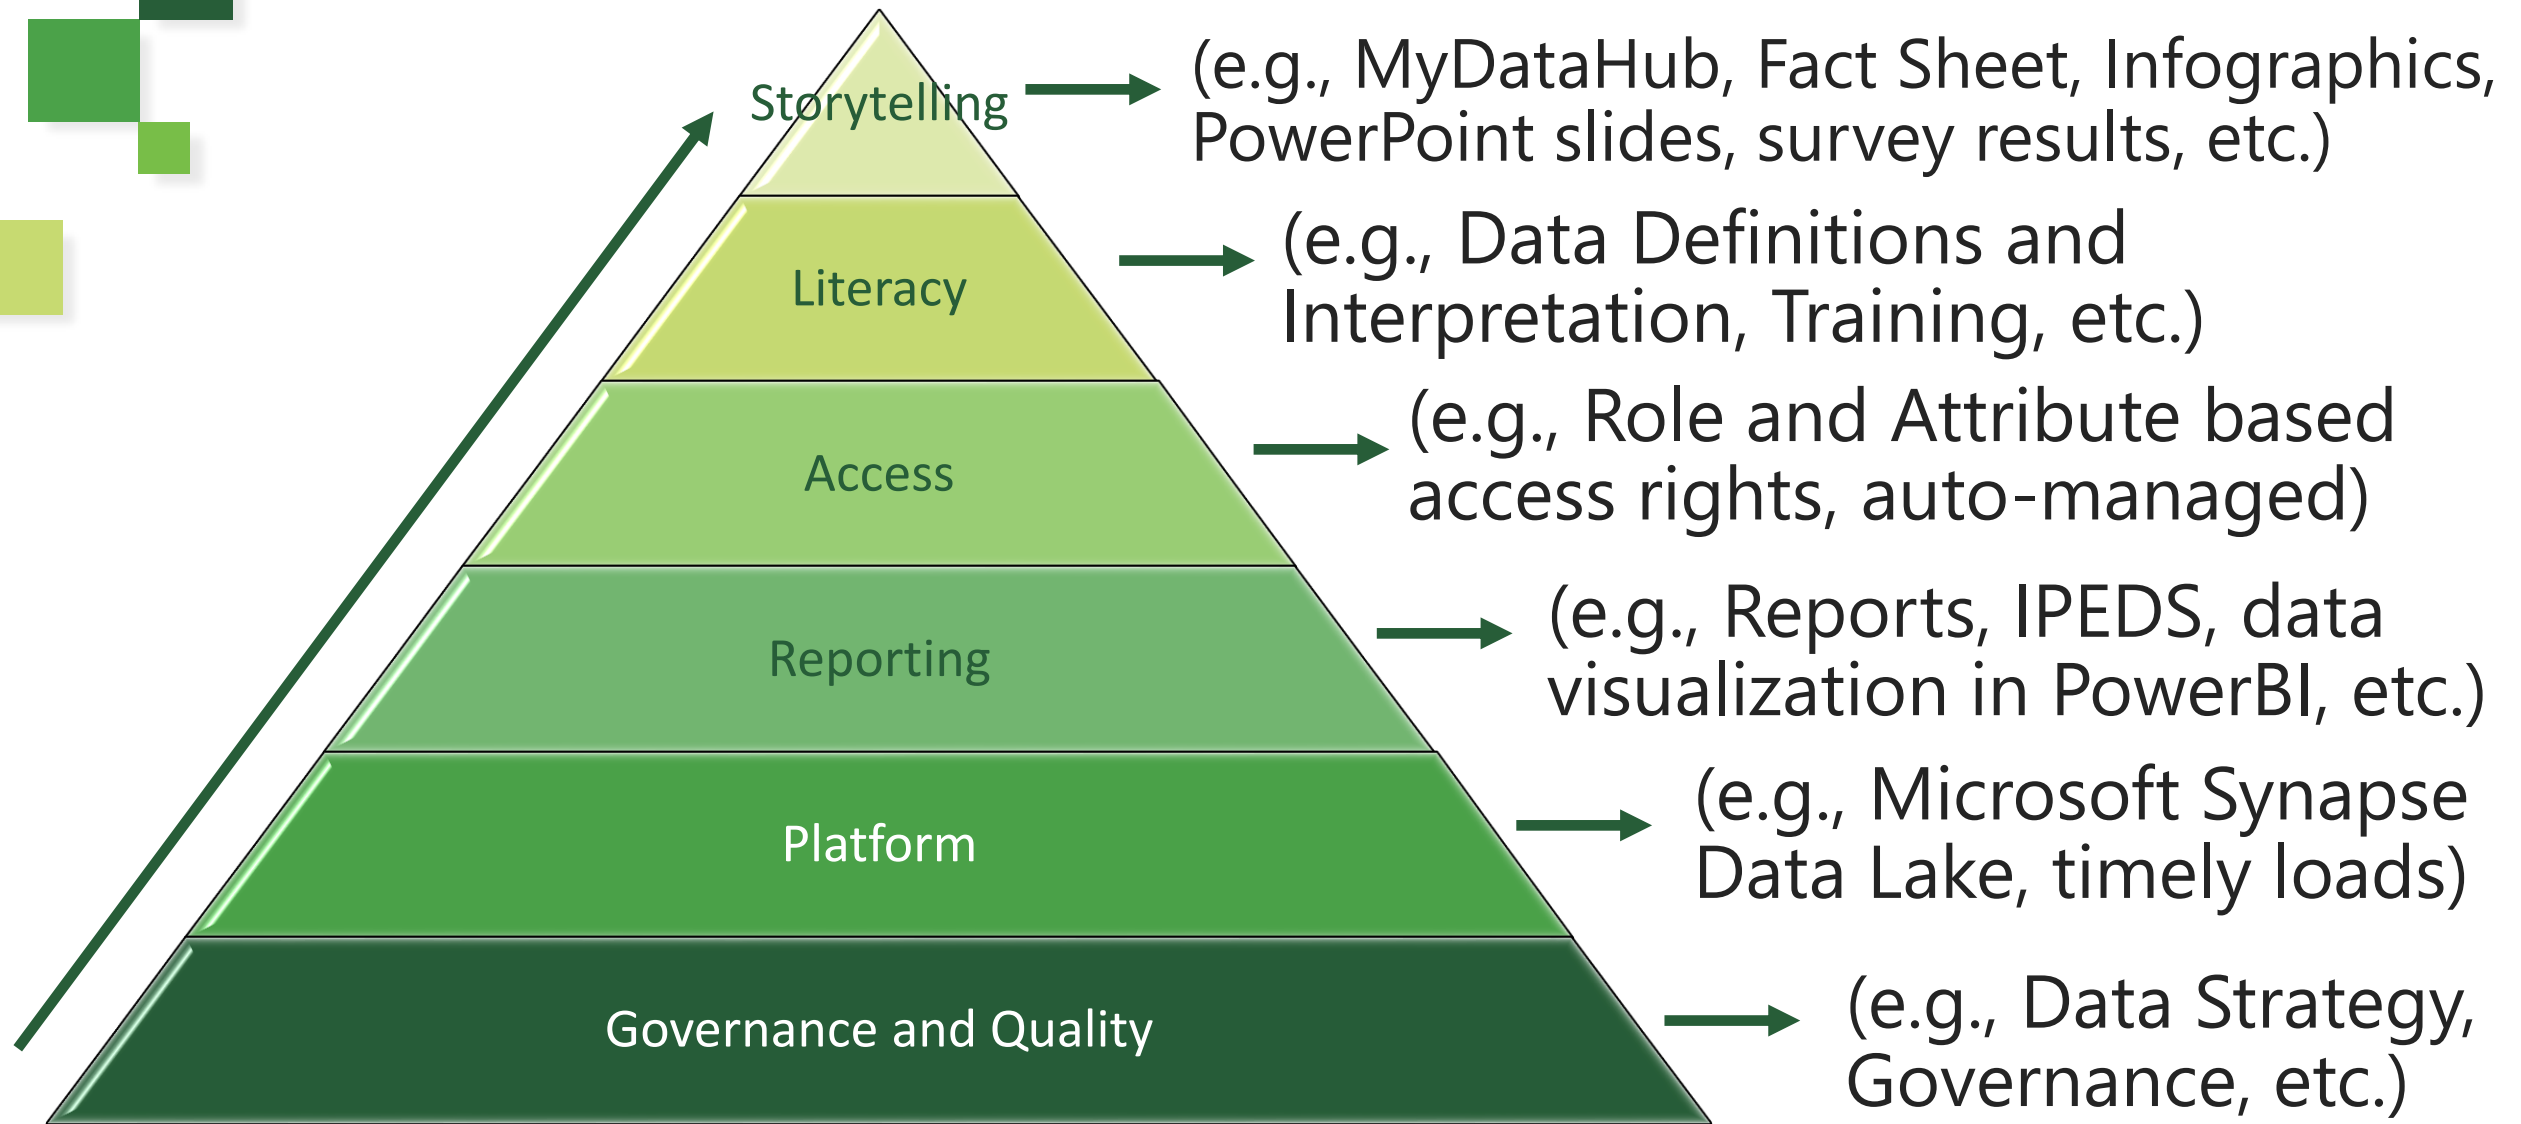 Storytelling
(e.g., MyDataHub, Fact Sheet, Infographics,
PowerPoint slides, survey results, etc.)
Literacy
(e.g., Data Definitions and
Interpretation, Training, etc.)
Access
(e.g., Role and Attribute based
access rights, auto-managed)
Reporting
(e.g., Reports, IPEDS, data
visualization in PowerBI, etc.)
Platform
(e.g., Microsoft Synapse
Data Lake, timely loads)
Governance and Quality
(e.g., Data Strategy,
Governance, etc.)